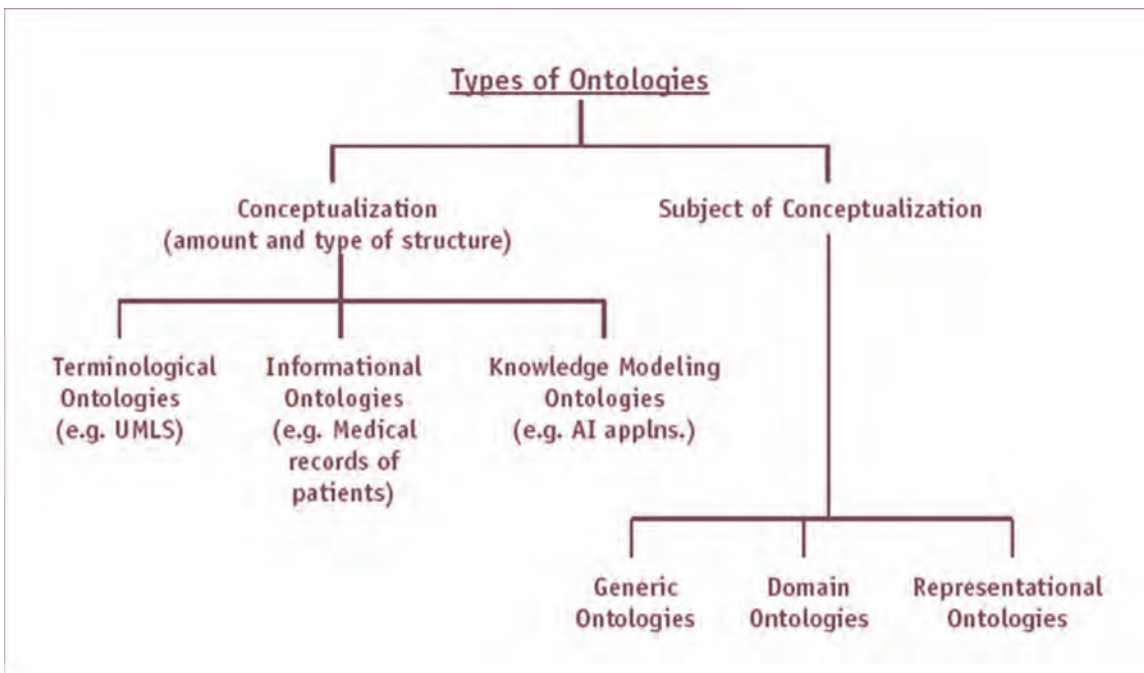 Types of Ontologies
Conceptualization
(amount and type of structure)
Subject of Conceptualization
Terminological
Ontologies
(e.g. UMLS)
Informational
Ontologies
(e.g. Medical
records of
patients)
Knowledge Modeling
Ontologies
(e.g. AI applns.)
Generic
Ontologies
Domain
Ontologies
Representational
Ontologies